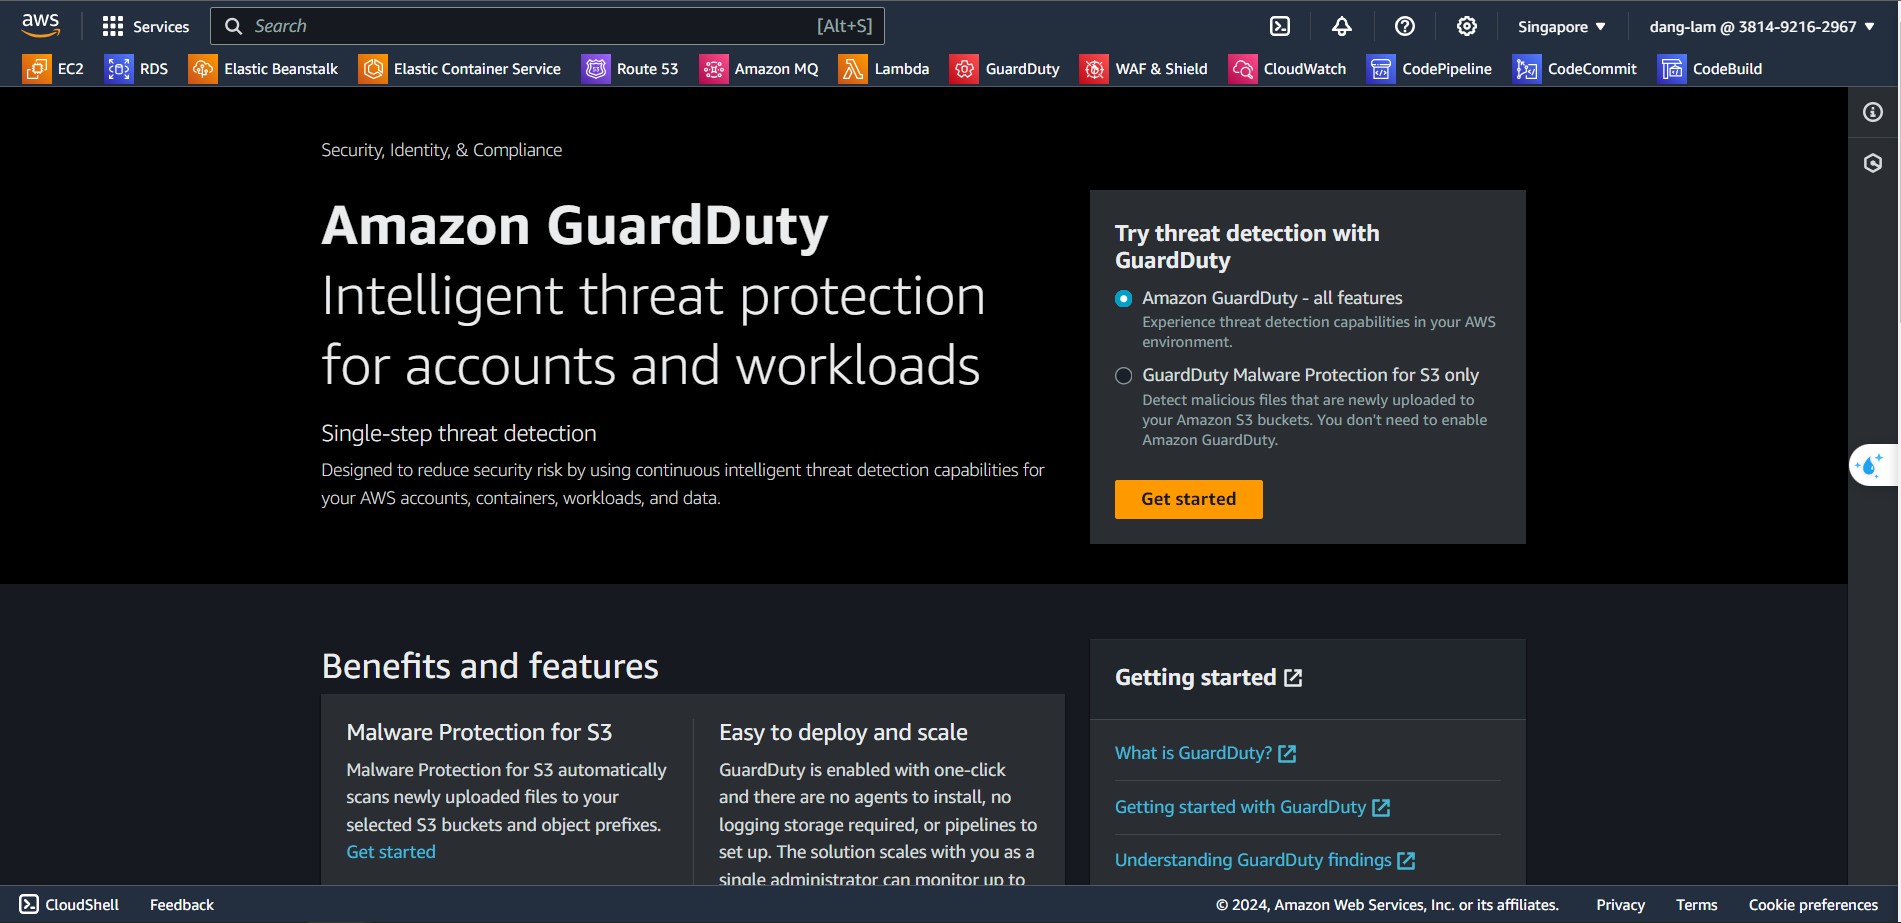 aws
Services
Search
[Alt+S]
Singapore
dang-lam @ 3814-9216-2967
EC2
RDS
Elastic Beanstalk
Elastic Container Service
Route 53
Amazon MQ
Lambda
GuardDuty
WAF & Shield
CloudWatch
CodePipeline
CodeCommit
CodeBuild
Security, Identity, & Compliance
Amazon GuardDuty
Intelligent threat protection
for accounts and workloads
Single-step threat detection
Designed to reduce security risk by using continuous intelligent threat detection capabilities for
your AWS accounts, containers, workloads, and data.
Try threat detection with
GuardDuty
Amazon GuardDuty - all features
Experience threat detection capabilities in your AWS
environment.
GuardDuty Malware Protection for S3 only
Detect malicious files that are newly uploaded to
your Amazon S3 buckets. You don't need to enable
Amazon GuardDuty.
Get started
Benefits and features
Malware Protection for S3
Malware Protection for S3 automatically
scans newly uploaded files to your
selected S3 buckets and object prefixes.
Get started
Easy to deploy and scale
GuardDuty is enabled with one-click
and there are no agents to install, no
logging storage required, or pipelines to
set up. The solution scales with you as a
single administrator can monitor up to
Getting started
What is GuardDuty?
Getting started with GuardDuty
Understanding GuardDuty findings
CloudShell
Feedback
© 2024, Amazon Web Services, Inc. or its affiliates.
Privacy
Terms
Cookie preferences